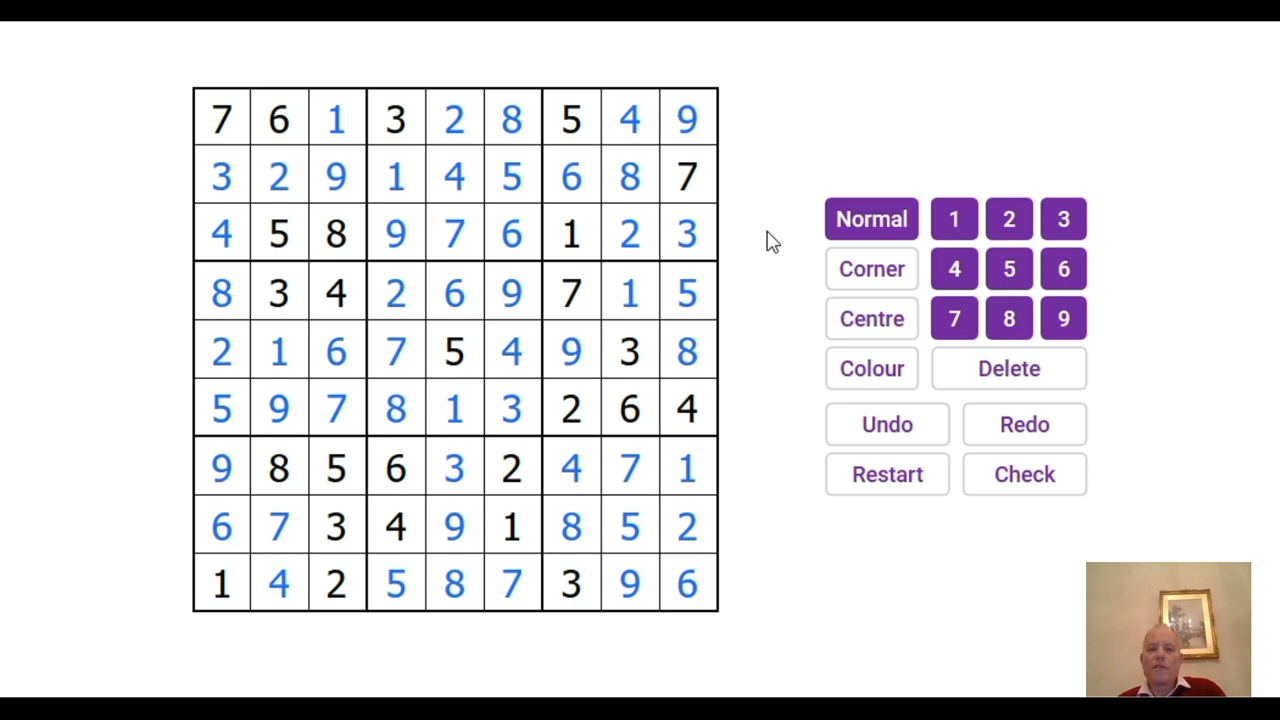 7 6 1 3 2 8 5 4 9
3 2 9 1 4 5 6 8 7
4 5 8 9 7 6 1 2 3
8 3 4 2 6 9 7 1 5
2 1 6 7 5 4 9 3 8
5 9 7 8 1 3 2 6 4
9 8 5 6 3 2 4 7 1
6 7 3 4 9 1 8 5 2
1 4 2 5 8 7 3 9 6
Normal 1 2 3
Corner 4 5 6
Centre 7 8 9
Colour Delete
Undo Redo
Restart Check